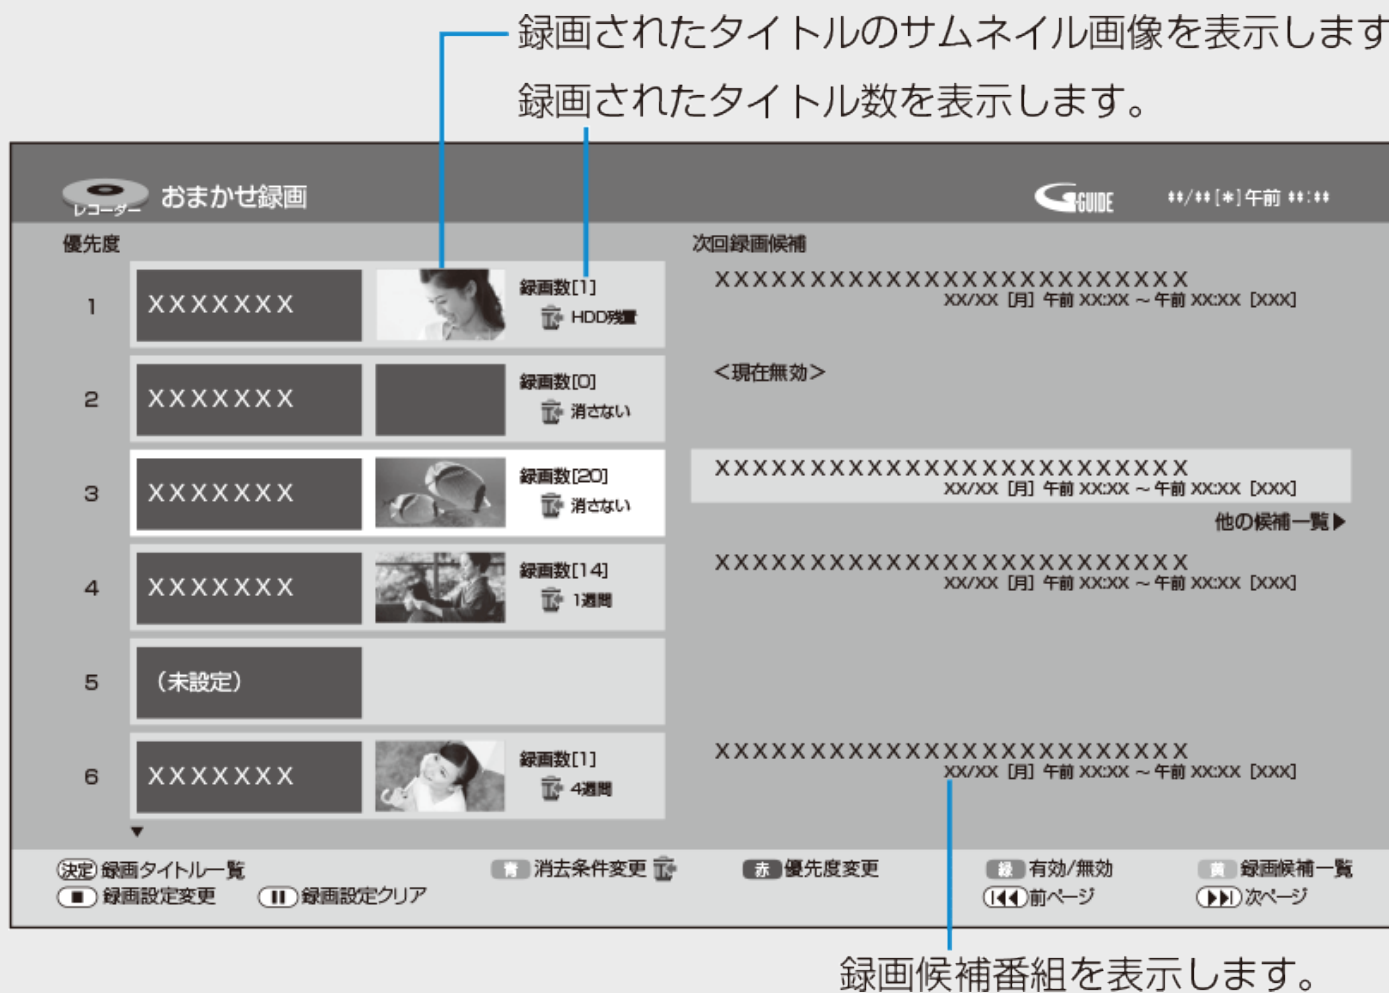 録画されたタイトルのサムネイル画像を表示します
録画されたタイトル数を表示します。
レコーダー おまかせ録画 G-GUIDE **/**[*]午前 **:**
優先度 次回録画候補
1 XXXXXXX 録画数[1] XXXXXXXXXXXXXXXXXXXXXXXXX
HDD残量 XX/XX [月] 午前 XX:XX ～ 午前 XX:XX [XXX]
2 XXXXXXX 録画数[0] <現在無効>
消さない
3 XXXXXXX 録画数[20] XXXXXXXXXXXXXXXXXXXXXXXXX
消さない XX/XX [月] 午前 XX:XX ～ 午前 XX:XX [XXX]
他の候補一覧▶
4 XXXXXXX 録画数[14] XXXXXXXXXXXXXXXXXXXXXXXXX
1週間 XX/XX [月] 午前 XX:XX ～ 午前 XX:XX [XXX]
5 （未設定）
6 XXXXXXX 録画数[1] XXXXXXXXXXXXXXXXXXXXXXXXX
4週間 XX/XX [月] 午前 XX:XX ～ 午前 XX:XX [XXX]
▼
決定 録画タイトル一覧 青 消去条件変更 赤 優先度変更 緑 有効/無効 黄 録画候補一覧
■ 録画設定変更 録画設定クリア 前ページ 次ページ
録画候補番組を表示します。